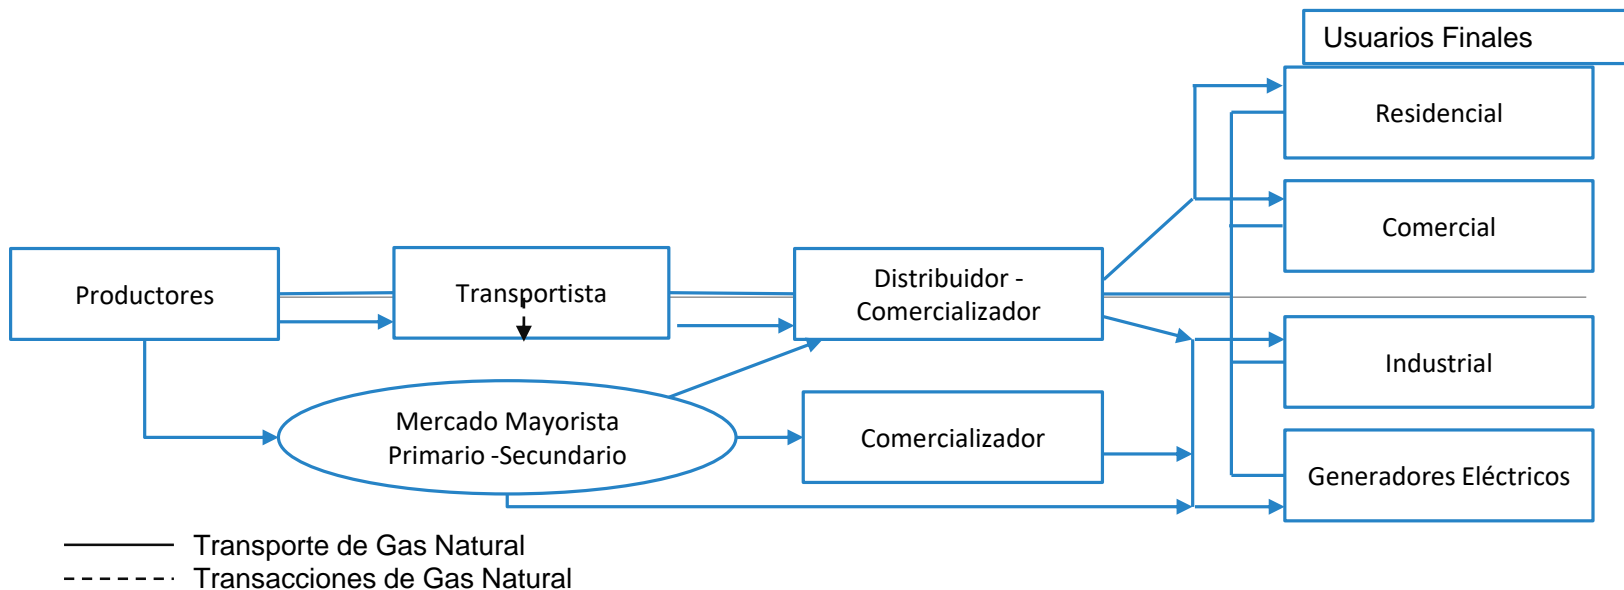 Usuarios Finales
Residencial
Comercial
Productores
Transportista
Distribuidor -
Comercializador
Industrial
Mercado Mayorista
Primario -Secundario
Comercializador
Generadores Eléctricos
Transporte de Gas Natural
Transacciones de Gas Natural